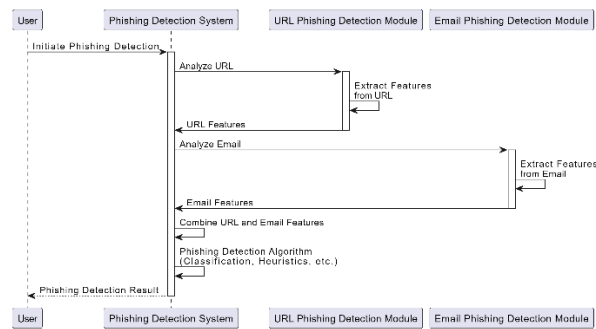 User
Phishing Detection System
URL Phishing Detection Module
Email Phishing Detection Module
Initiate Phishing Detection
Analyze URL
Extract Features
from URL
URL Features
Analyze Email
Extract Features
from Email
Email Features
Combine URL and Email Features
Phishing Detection Algorithm
(Classification, Heuristics, etc.)
Phishing Detection Result
User
Phishing Detection System
URL Phishing Detection Module
Email Phishing Detection Module